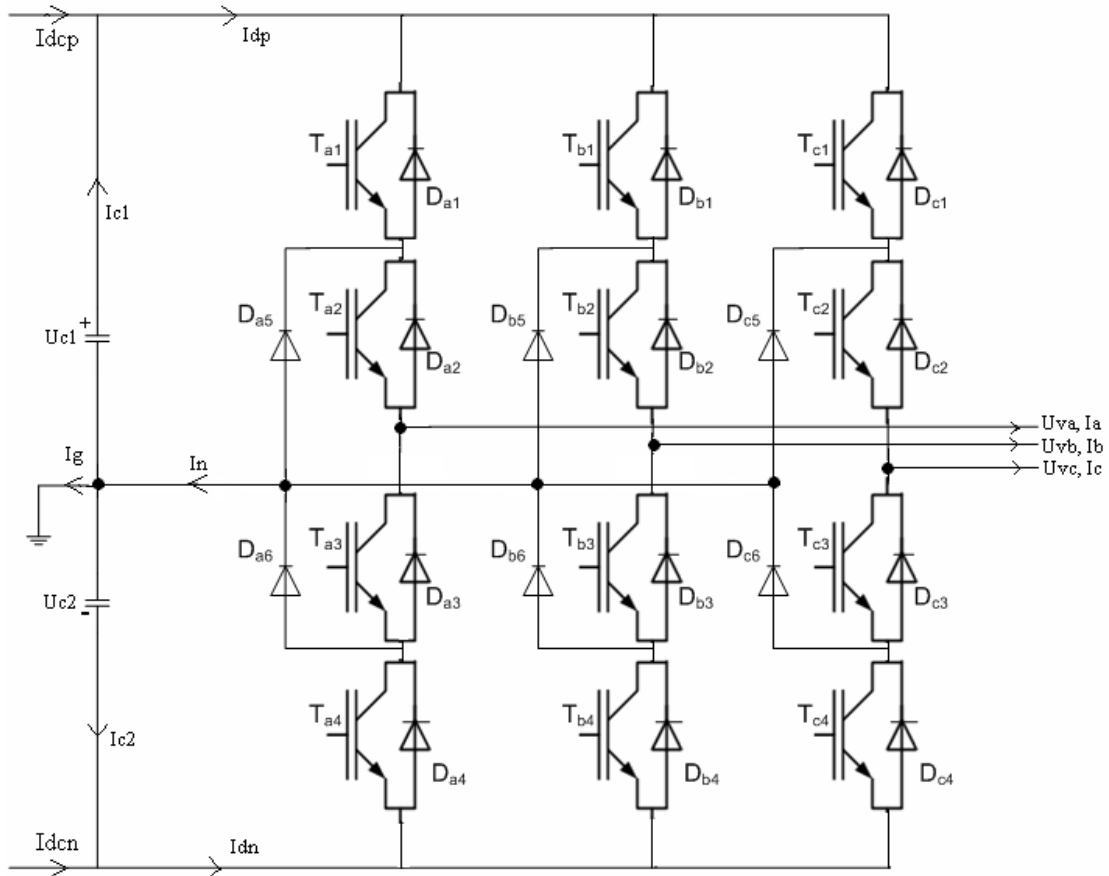 Idcp
Idp
Ta1
Da1
Tb1
Db1
Tc1
Dc1
Ic1
Ta2
Da2
Tb2
Db2
Tc2
Dc2
Da5
Db5
Dc5
Uc1
+
Uva, Ia
Uvb, Ib
Uvc, Ic
Ig
In
Da6
Ta3
Da3
Db6
Tb3
Db3
Dc6
Tc3
Dc3
Uc2
-
Ta4
Da4
Tb4
Db4
Tc4
Dc4
Ic2
Idcn
Idn